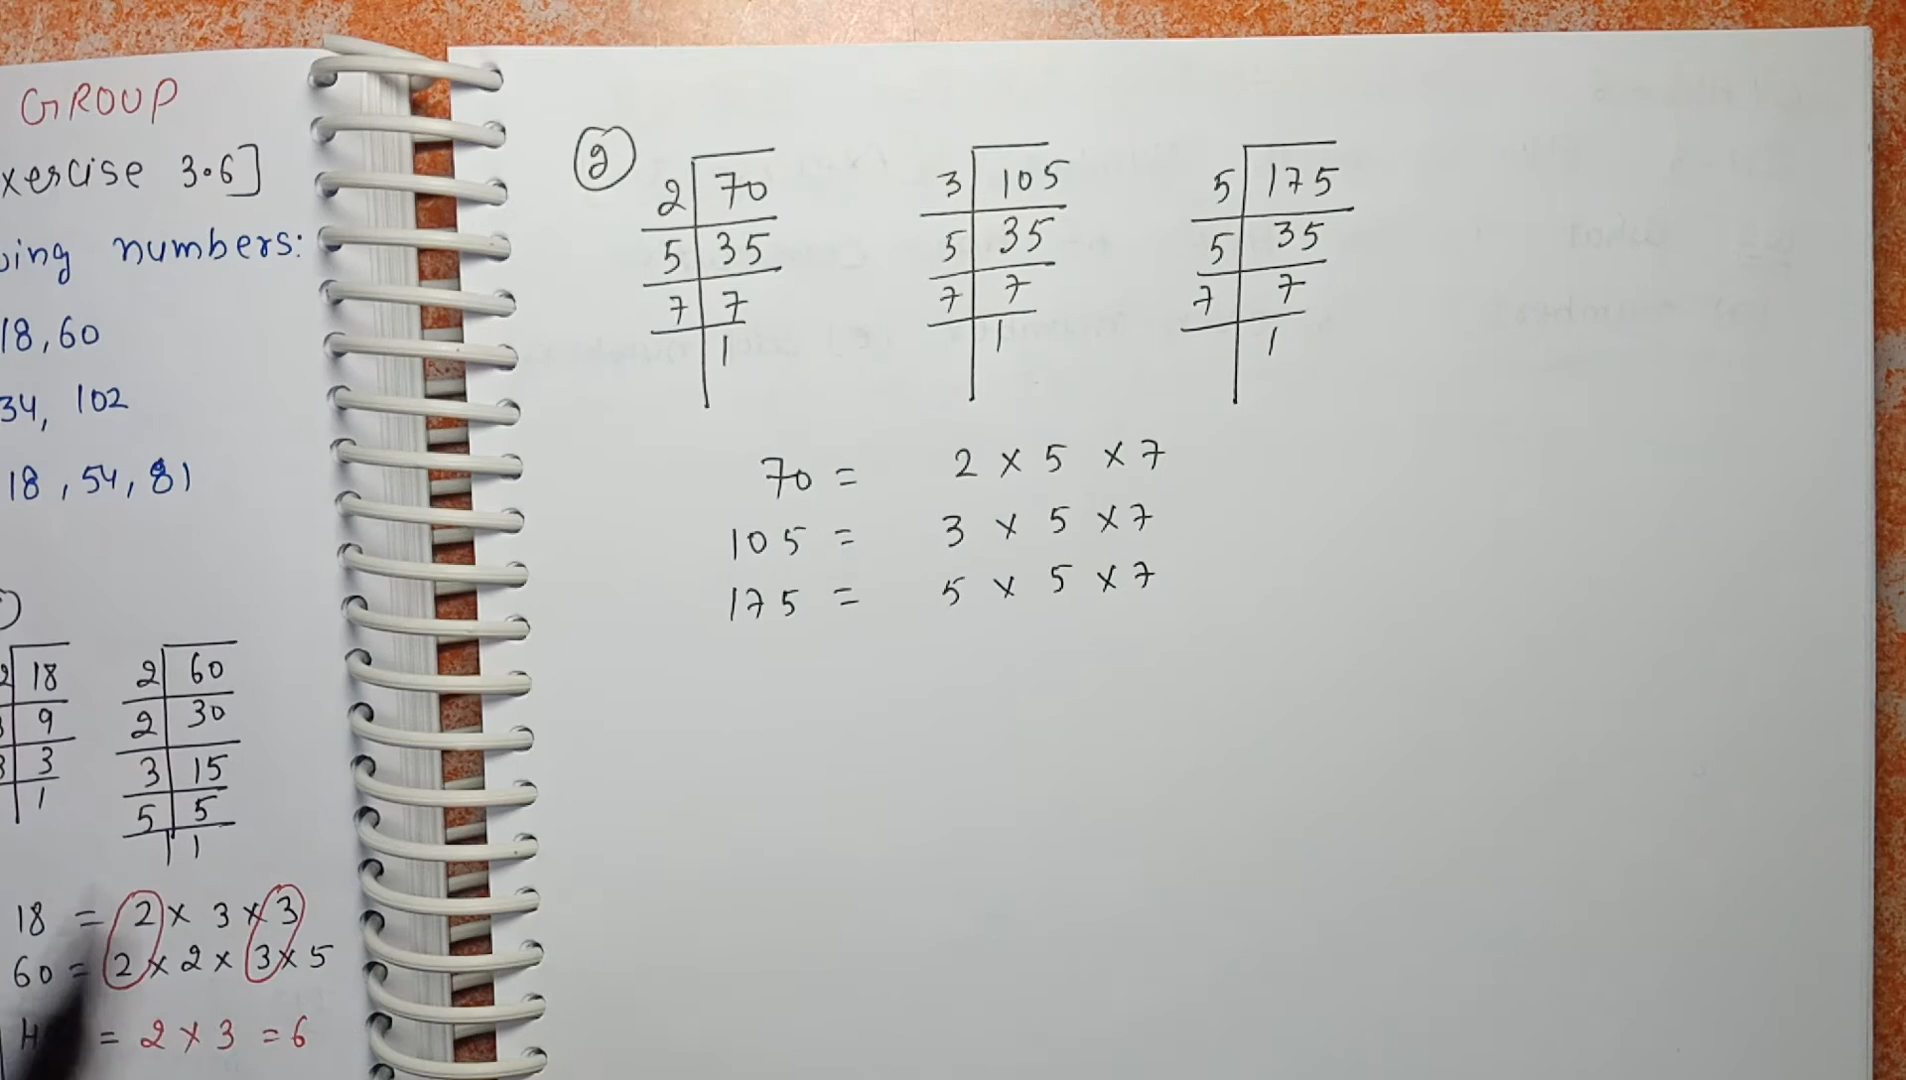 GROUP
xercise 3.6]
ing numbers:
18,60
34, 102
18, 54, 81
2 18
9
3
1
2 60
2 30
3 15
5 5
1
18 = 2 × 3 × 3
60 = 2 × 2 × 3 × 5
H = 2 × 3 = 6
g
2 70
5 35
7 7
1
3 105
5 35
7 7
1
5 175
5 35
7 7
1
70 = 2 × 5 × 7
105 = 3 × 5 × 7
175 = 5 × 5 × 7